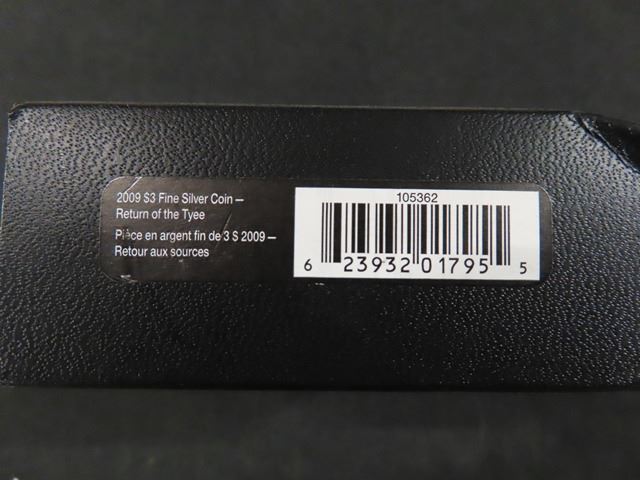 2009 $3 Fine Silver Coin —
Return of the Tyee
Pièce en argent fin de 3 $ 2009 —
Retour aux sources
105362
6 23932 01795 5